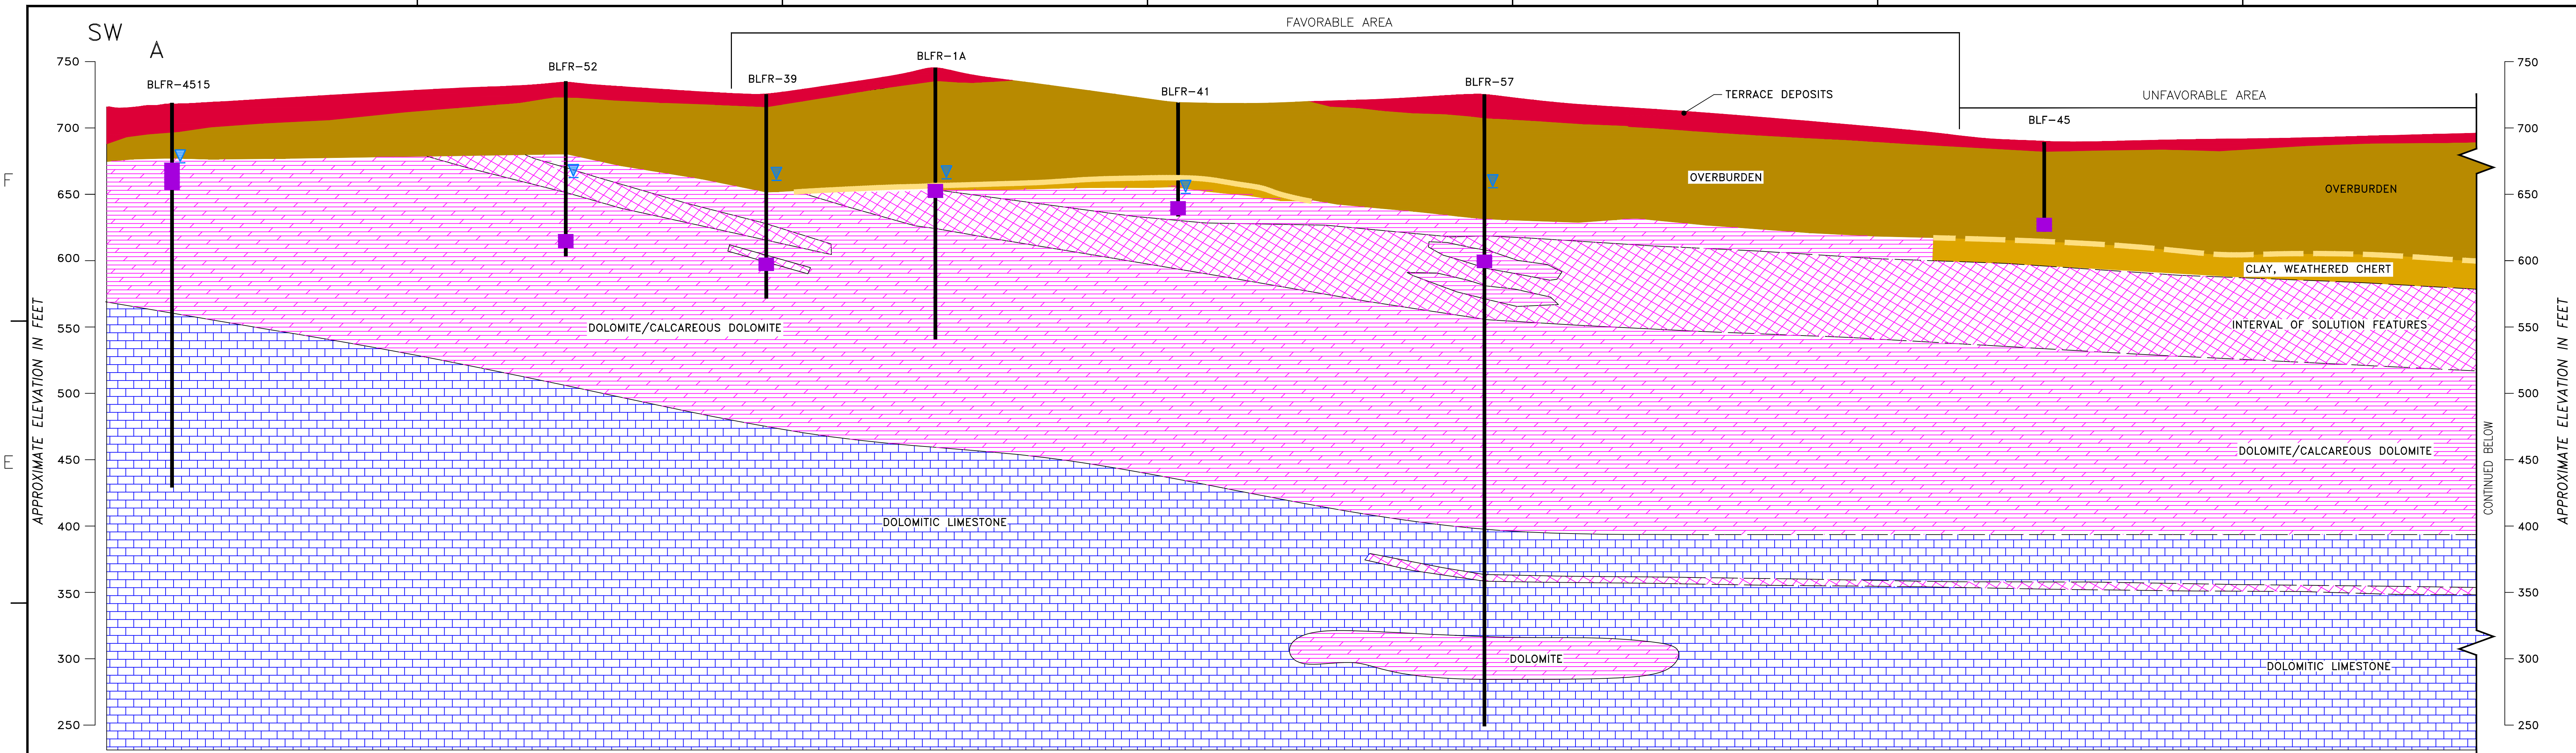 FAVORABLE AREA
SW
A
BLFR-4515
BLFR-52
BLFR-39
BLFR-1A
BLFR-41
BLFR-57
TERRACE DEPOSITS
UNFAVORABLE AREA
BLF-45
750
700
650
600
550
500
450
400
350
300
250
750
700
650
600
550
500
450
400
350
300
250
F
E
APPROXIMATE ELEVATION IN FEET
APPROXIMATE ELEVATION IN FEET
OVERBURDEN
OVERBURDEN
CLAY, WEATHERED CHERT
INTERVAL OF SOLUTION FEATURES
DOLOMITE/CALCAREOUS DOLOMITE
DOLOMITE/CALCAREOUS DOLOMITE
CONTINUED BELOW
DOLOMITIC LIMESTONE
DOLOMITE
DOLOMITIC LIMESTONE